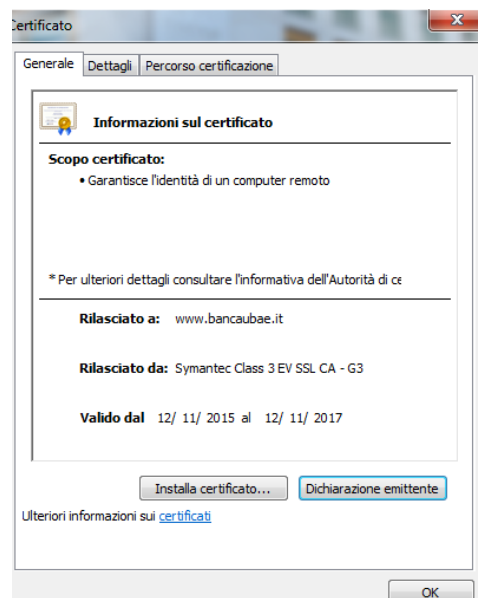 Certificato
Generale Dettagli Percorso certificazione
Informazioni sul certificato
Scopo certificato:
• Garantisce l'identità di un computer remoto
* Per ulteriori dettagli consultare l'informativa dell'Autorità di ce
Rilasciato a: www.bancaubae.it
Rilasciato da: Symantec Class 3 EV SSL CA - G3
Valido dal 12/ 11/ 2015 al 12/ 11/ 2017
Installa certificato... Dichiarazione emittente
Ulteriori informazioni sui certificati
OK